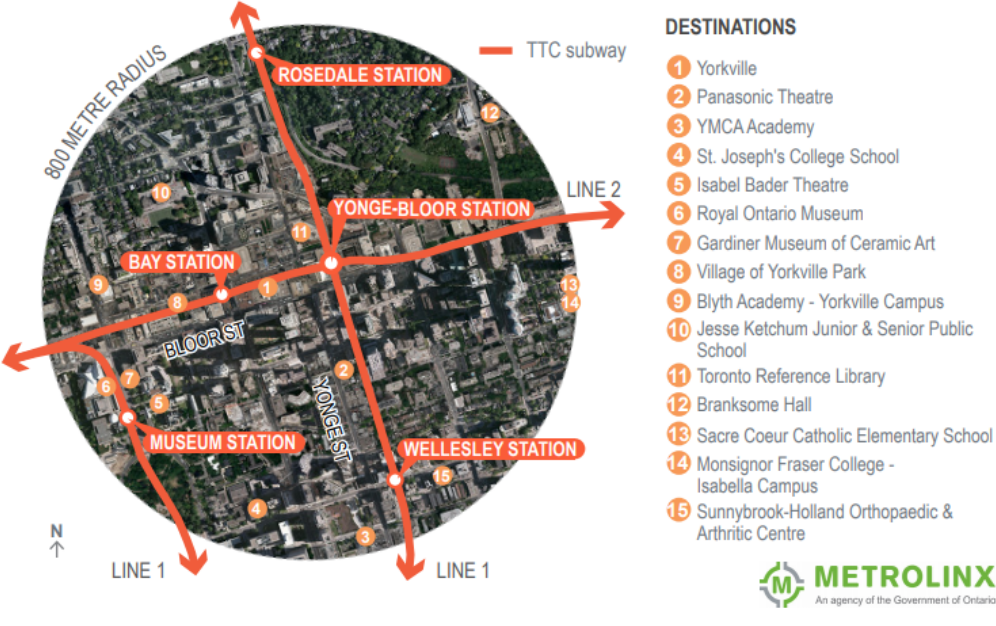 800 METRE RADIUS
TTC subway
ROSEDALE STATION
12
10
LINE 2
YONGE-BLOOR STATION
11
BAY STATION
9
8
1
13
14
BLOOR ST
2
6
7
5
YONGE ST
MUSEUM STATION
WELLESLEY STATION
15
4
3
N
LINE 1
LINE 1
DESTINATIONS
1 Yorkville
2 Panasonic Theatre
3 YMCA Academy
4 St. Joseph's College School
5 Isabel Bader Theatre
6 Royal Ontario Museum
7 Gardiner Museum of Ceramic Art
8 Village of Yorkville Park
9 Blyth Academy - Yorkville Campus
10 Jesse Ketchum Junior & Senior Public
School
11 Toronto Reference Library
12 Branksome Hall
13 Sacre Coeur Catholic Elementary School
14 Monsignor Fraser College -
Isabella Campus
15 Sunnybrook-Holland Orthopaedic &
Arthritic Centre
M
METROLINX
An agency of the Government of Ontario